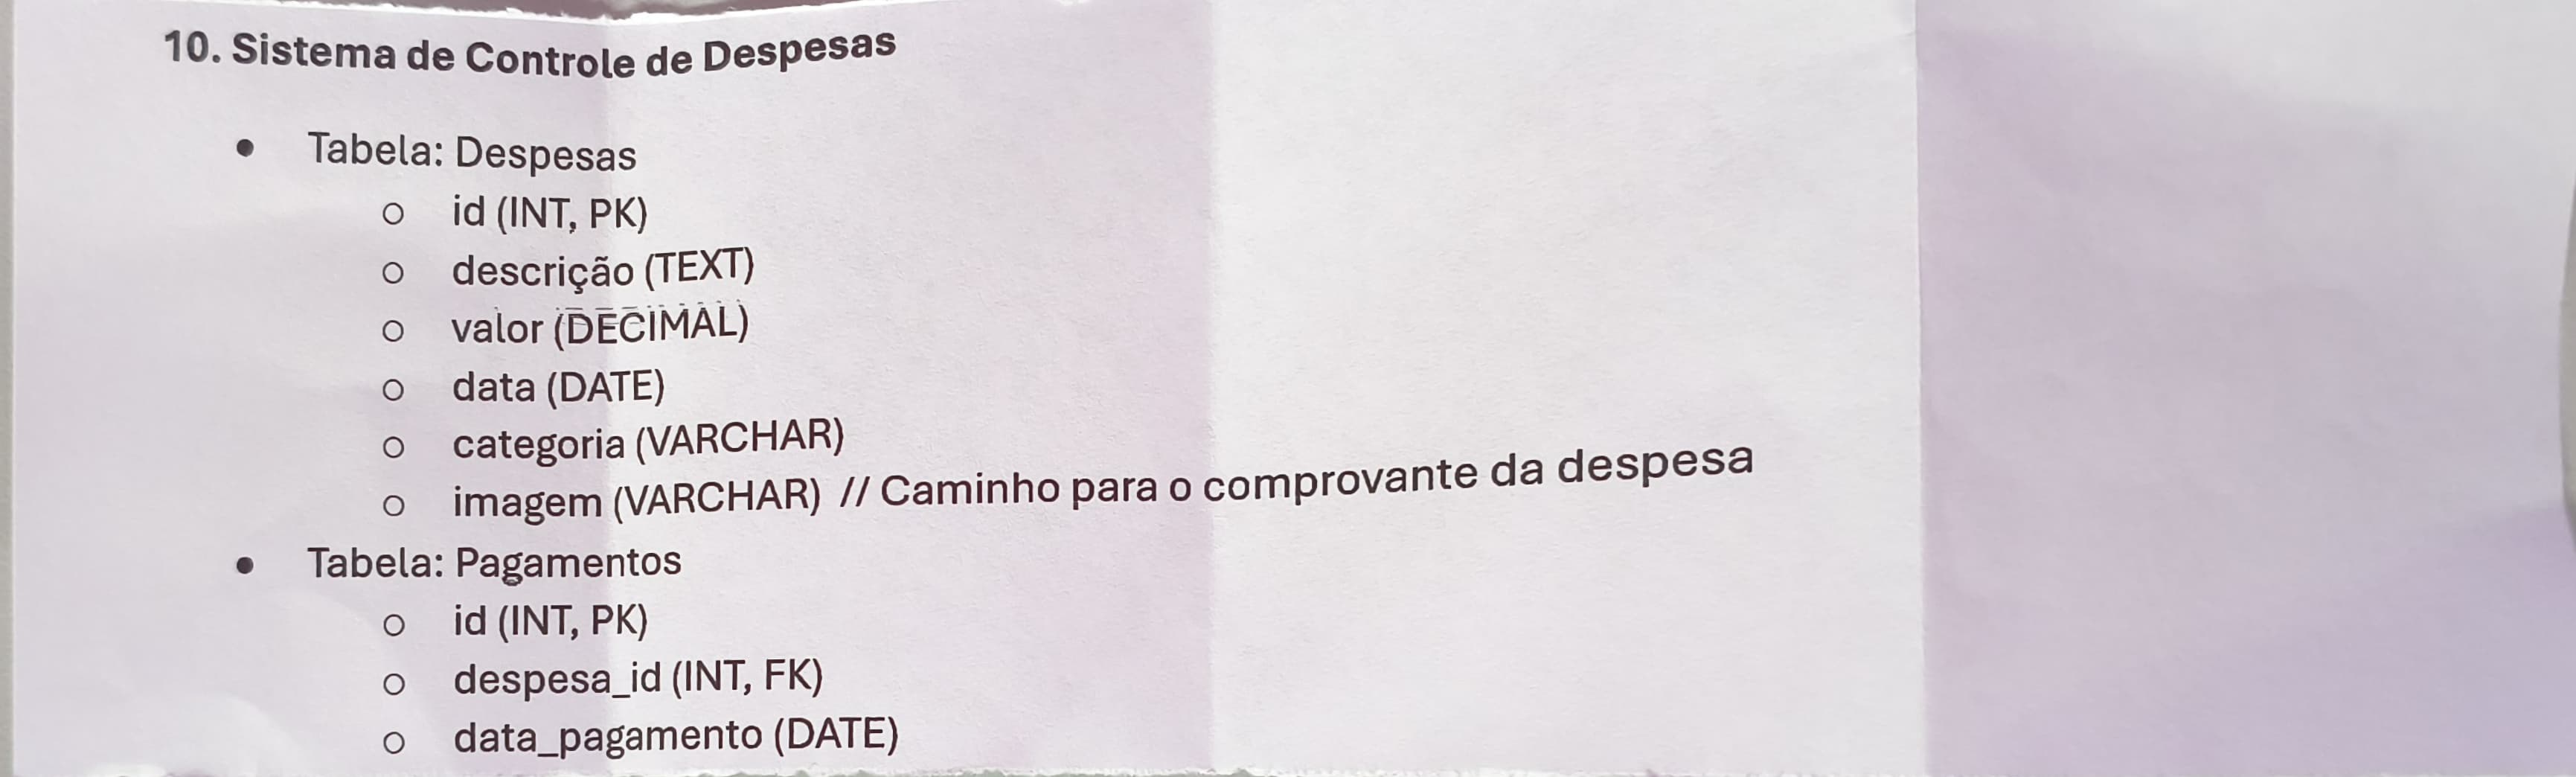 10. Sistema de Controle de Despesas
• Tabela: Despesas
○ id (INT, PK)
○ descrição (TEXT)
○ valor (DECIMAL)
○ data (DATE)
○ categoria (VARCHAR)
○ imagem (VARCHAR) // Caminho para o comprovante da despesa
• Tabela: Pagamentos
○ id (INT, PK)
○ despesa_id (INT, FK)
○ data_pagamento (DATE)